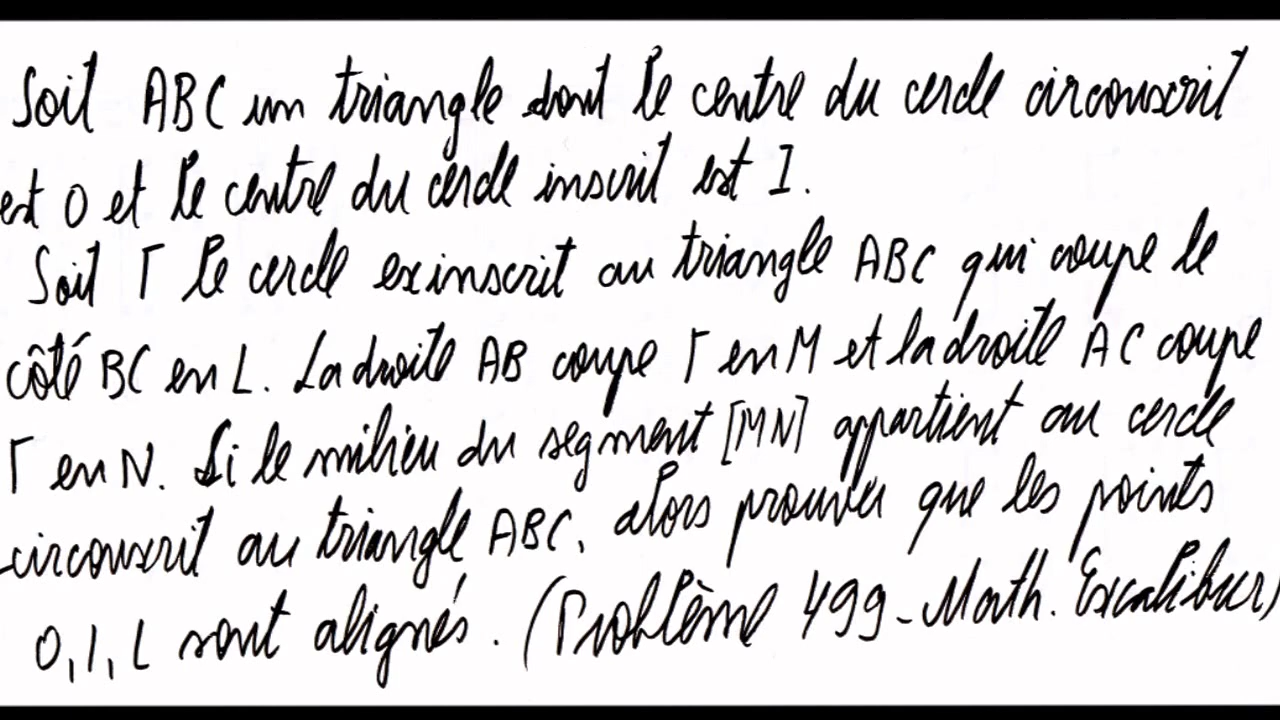 Soit ABC un triangle dont le centre du cercle circonscrit
est O et le centre du cercle inscrit est I.
Soit Γ le cercle exinscrit au triangle ABC qui coupe le
côté BC en L. La droite AB coupe Γ en M et la droite AC coupe
Γ en N. Si le milieu du segment [MN] appartient au cercle
circonscrit au triangle ABC, alors prouver que les points
O, I, L sont alignés. (Problème 499 - Math. Excalibur)